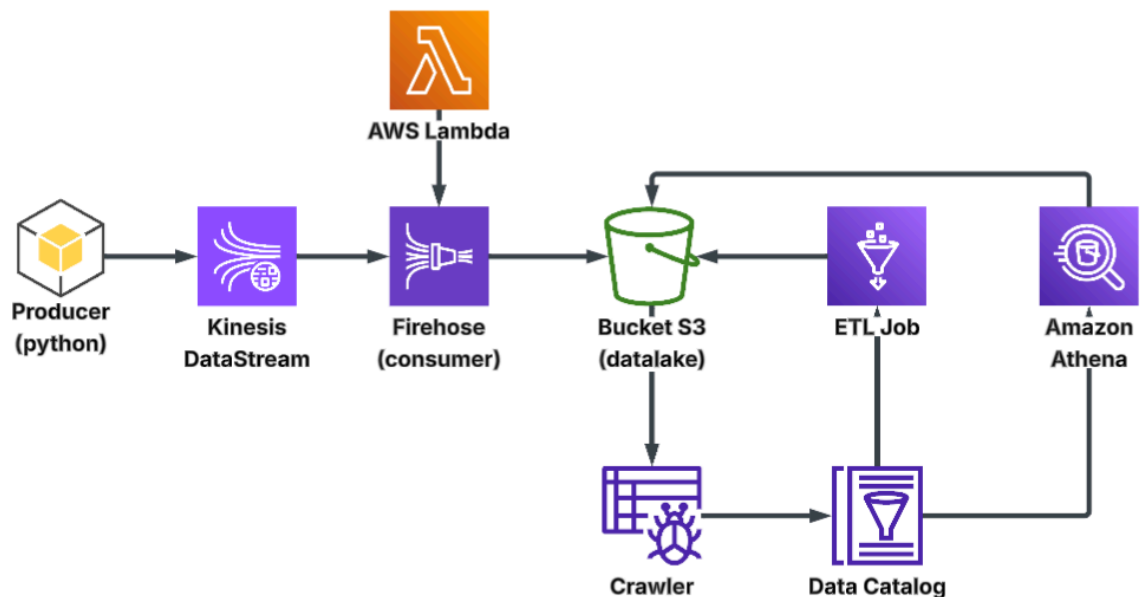 AWS Lambda
Producer
(python)
Kinesis
DataStream
Firehose
(consumer)
Bucket S3
(datalake)
ETL Job
Amazon
Athena
Crawler
Data Catalog